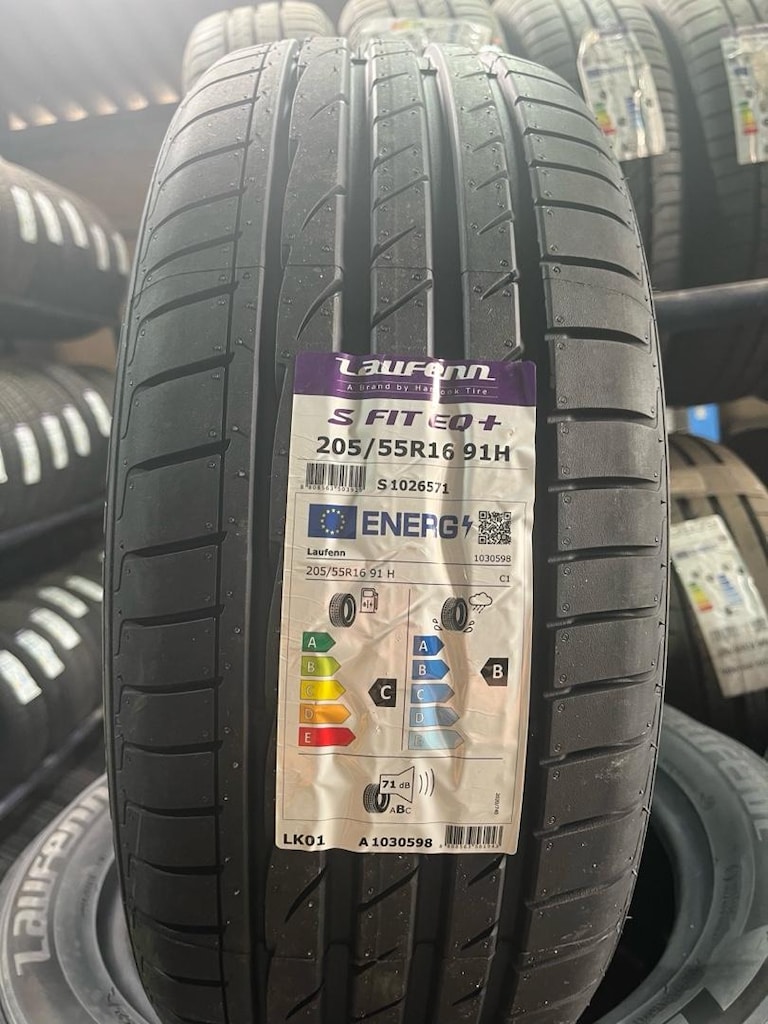 Laufenn
A Brand by Hankook Tire
S FIT EQ+
205/55R16 91H
S 1026571
ENERG
Laufenn
1030598
205/55R16 91 H
C1
A
B
C
D
E
C
A
B
C
D
E
B
71 dB
ABC
LK01
A 1030598
Laufenn